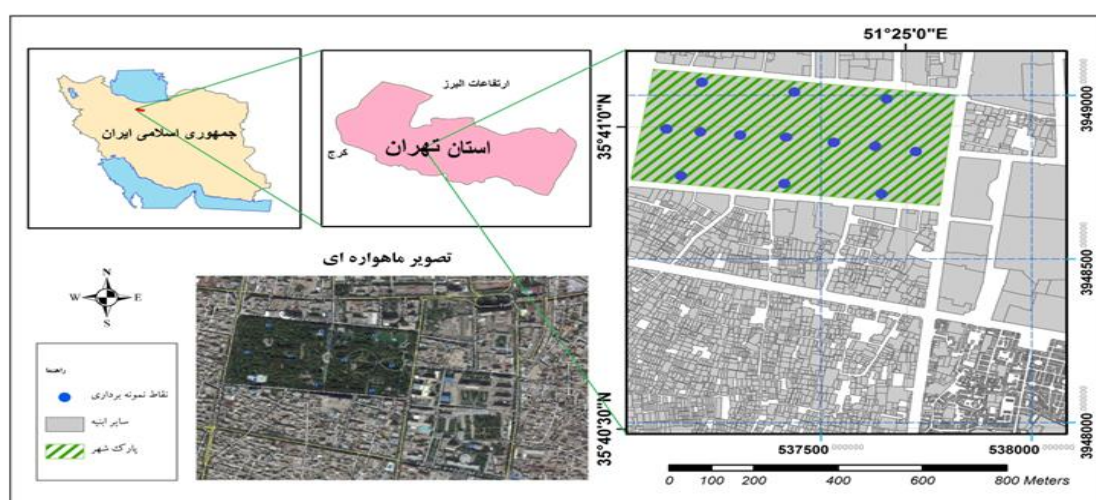 جمهوری اسلامی ایران
ارتفاعات البرز
استان تهران
کرج
51°25'0"E
35°41'0"N
35°40'30"N
3949000
3948500
3948000
537500
538000
تصویر ماهواره ای
N
W E
S
راهنما
نقاط نمونه برداری
سایر ابنیه
پارک شهر
0 100 200 400 600 800 Meters